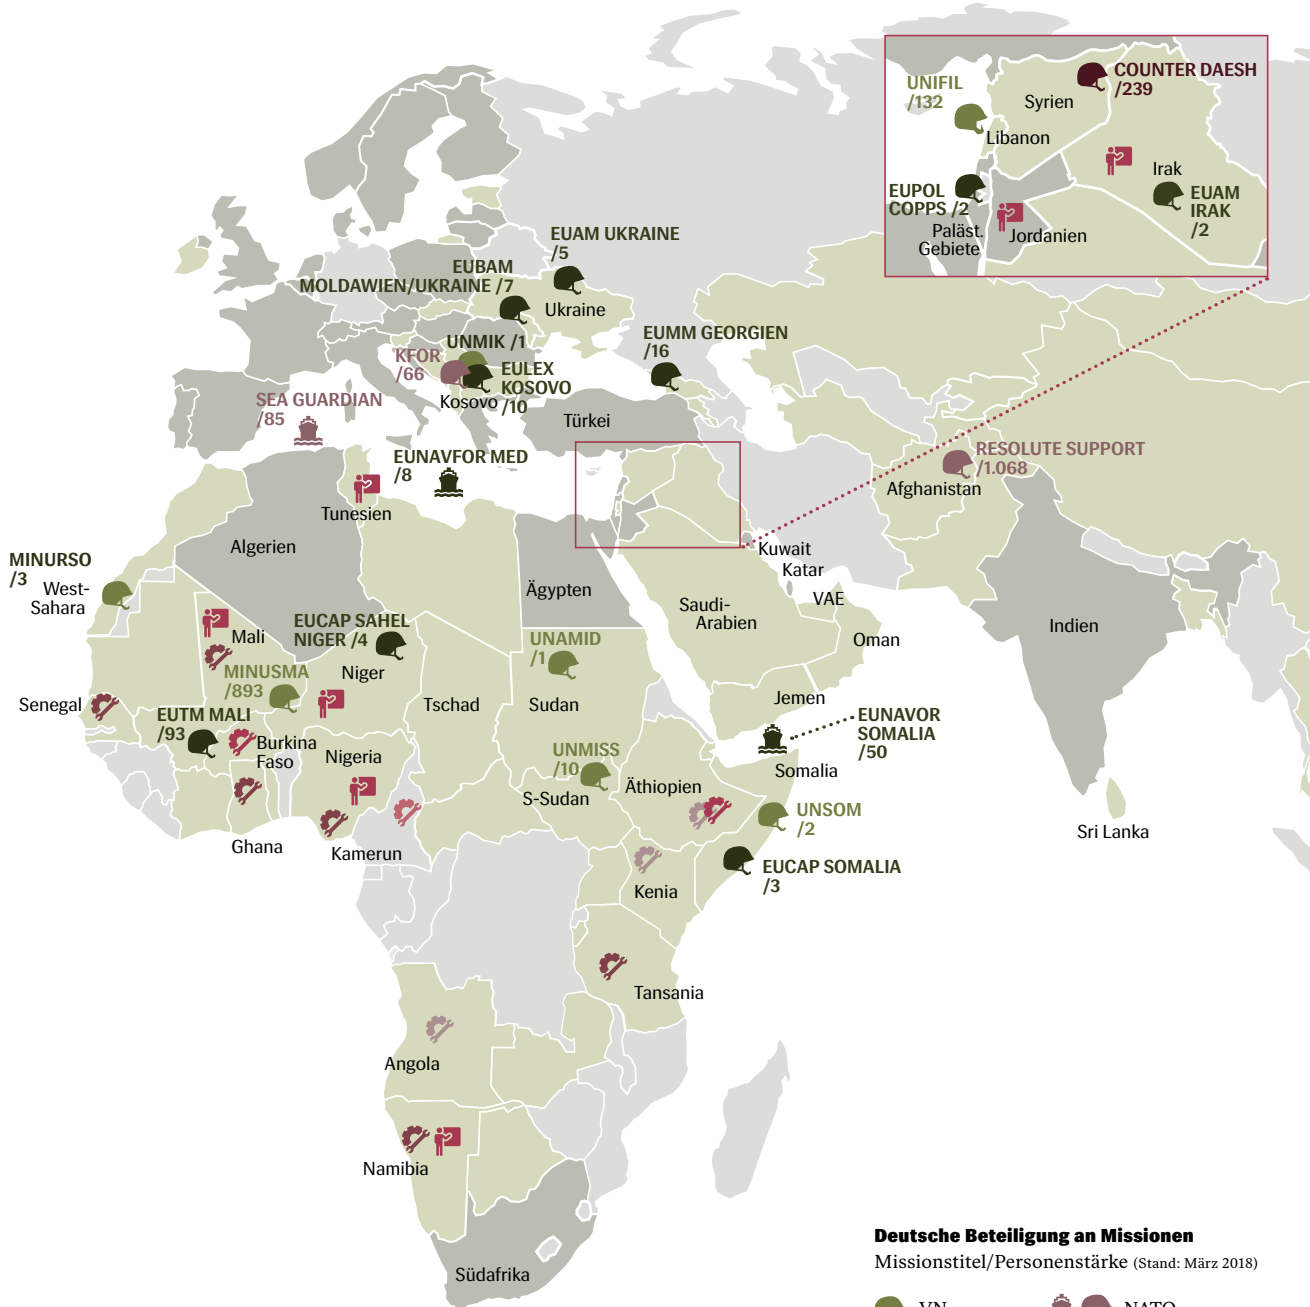 COUNTER DAESH
/239
UNIFIL
/132
Syrien
Libanon
Irak
EUAM
IRAK
/2
EUPOL
COPPS /2
Paläst.
Gebiete
Jordanien
EUAM UKRAINE
/5
EUBAM
MOLDAWIEN/UKRAINE /7
Ukraine
EUMM GEORGIEN
/16
UNMIK /1
KFOR
/66
EULEX
KOSOVO
/10
Kosovo
SEA GUARDIAN
/85
Türkei
EUNAVFOR MED
/8
RESOLUTE SUPPORT
/1.068
Afghanistan
Tunesien
Algerien
Kuwait
Katar
MINURSO
/3
West-
Sahara
Ägypten
VAE
Saudi-
Arabien
Oman
Indien
Mali
EUCAP SAHEL
NIGER /4
UNAMID
/1
Niger
MINUSMA
/893
Senegal
Tschad
Sudan
Jemen
EUTM MALI
/93
Burkina
Faso
Nigeria
EUNAVOR
SOMALIA
/50
UNMISS
/10
S-Sudan
Äthiopien
Somalia
UNSOM
/2
Sri Lanka
Ghana
Kamerun
EUCAP SOMALIA
/3
Kenia
Tansania
Angola
Namibia
Südafrika
Deutsche Beteiligung an Missionen
Missionstitel/Personenstärke (Stand: März 2018)
VN
NATO